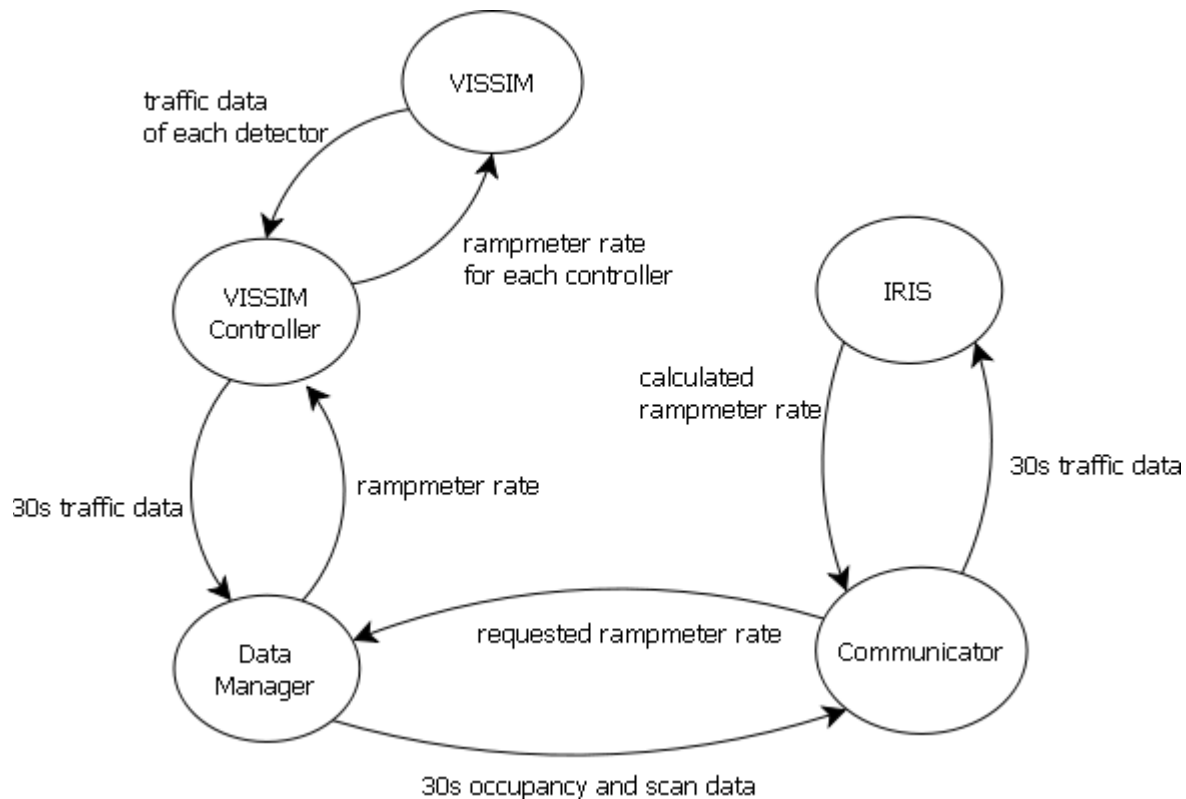 VISSIM
traffic data
of each detector
rampmeter rate
for each controller
VISSIM
Controller
IRIS
calculated
rampmeter rate
30s traffic data
rampmeter rate
30s traffic data
requested rampmeter rate
Communicator
Data
Manager
30s occupancy and scan data